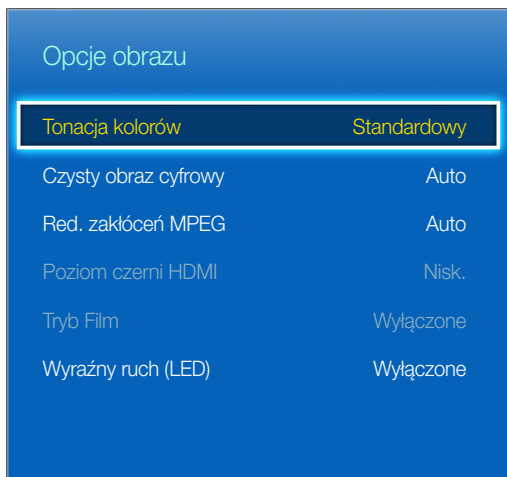 Opcje obrazu
Tonacja kolorów Standardowy
Czysty obraz cyfrowy Auto
Red. zakłóceń MPEG Auto
Poziom czerni HDMI Nisk.
Tryb Film Wyłączone
Wyraźny ruch (LED) Wyłączone